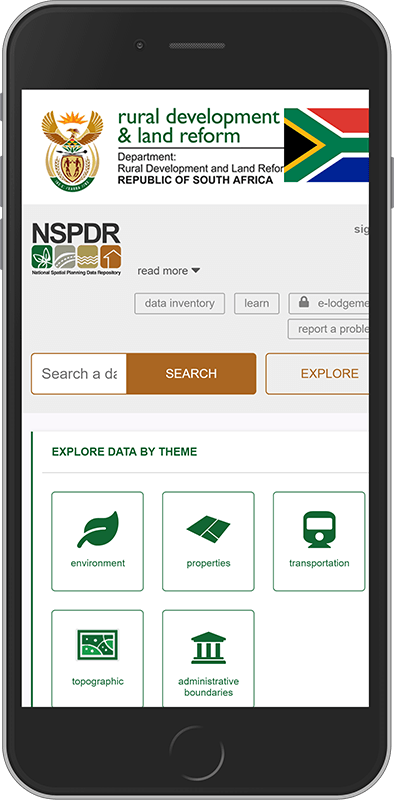 rural development
& land reform
Department:
Rural Development and Land Refor
REPUBLIC OF SOUTH AFRICA
NSPDR
National Spatial Planning Data Repository
sig
read more
data inventory
learn
e-lodgeme
report a proble
Search a da
SEARCH
EXPLORE
EXPLORE DATA BY THEME
environment
properties
transportation
topographic
administrative
boundaries